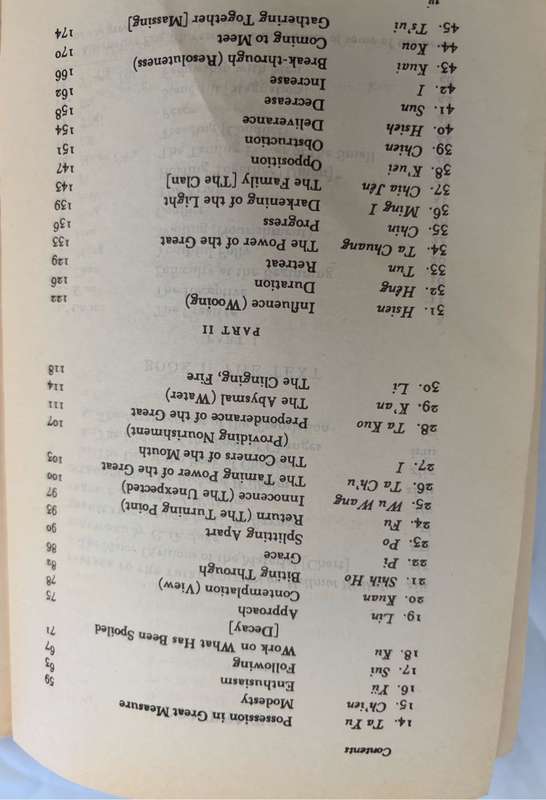 Contents
14. Ta Yu Possession in Great Measure 59
15. Ch'ien Modesty 63
16. Yü Enthusiasm 67
17. Sui Following 71
18. Ku Work on What Has Been Spoiled
[Decay] 75
19. Lin Approach 78
20. Kuan Contemplation (View) 82
21. Shih Ho Biting Through 86
22. Pi Grace 90
23. Po Splitting Apart 93
24. Fu Return (The Turning Point) 97
25. Wu Wang Innocence (The Unexpected) 100
26. Ta Ch'u The Taming Power of the Great 103
27. I The Corners of the Mouth
(Providing Nourishment) 107
28. Ta Kuo Preponderance of the Great 111
29. K'an The Abysmal (Water) 114
30. Li The Clinging, Fire 118
PART II
31. Hsien Influence (Wooing) 122
32. Hêng Duration 126
33. Tun Retreat 129
34. Ta Chuang The Power of the Great 133
35. Chin Progress 136
36. Ming I Darkening of the Light 139
37. Chia Jên The Family [The Clan] 143
38. K'uei Opposition 147
39. Chien Obstruction 151
40. Hsieh Deliverance 154
41. Sun Decrease 158
42. I Increase 162
43. Kuai Break-through (Resoluteness) 166
44. Kou Coming to Meet 170
45. Ts'ui Gathering Together [Massing] 174